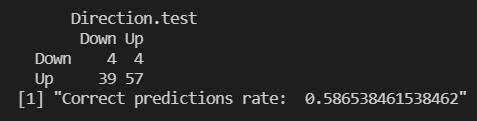 Direction.test
Down Up
Down 4 4
Up 39 57
[1] "Correct predictions rate:  0.586538461538462"